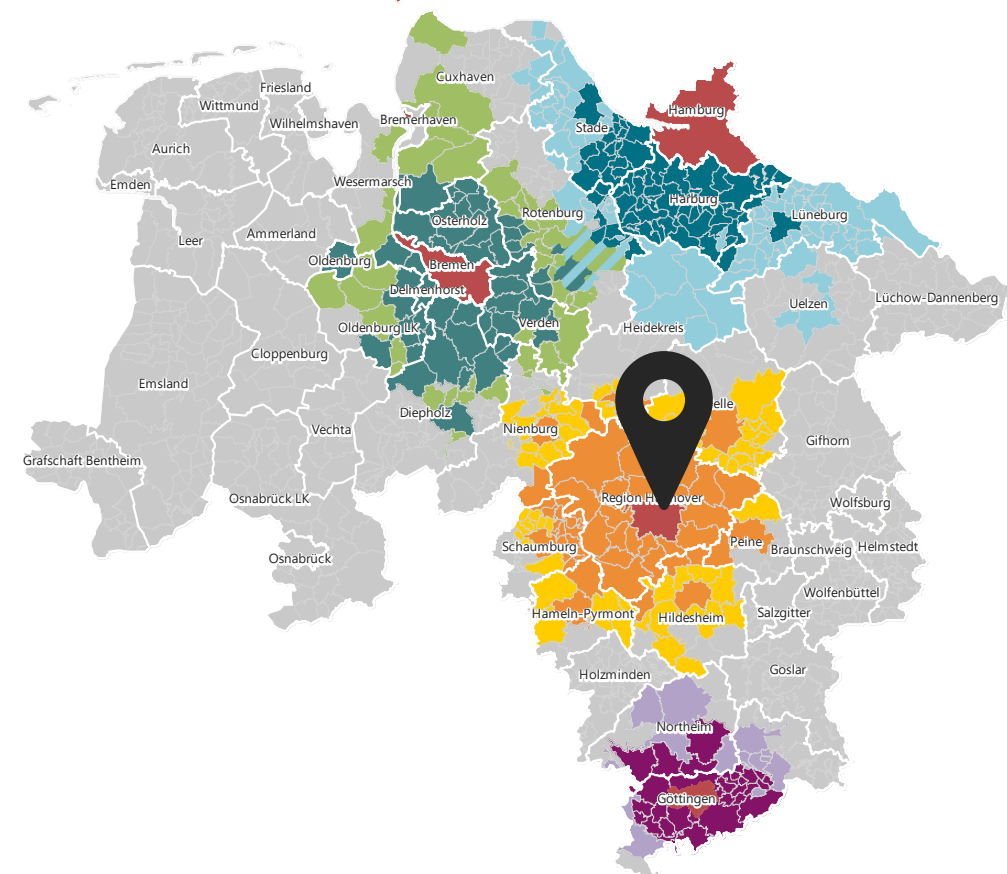 Cuxhaven
Friesland
Wittmund
Hamburg
Bremerhaven
Wilhelmshaven
Stade
Aurich
Wesermarsch
Emden
Harburg
Rotenburg
Lüneburg
Osterholz
Ammerland
Leer
Oldenburg
Bremen
Delmenhorst
Lüchow-Dannenberg
Uelzen
Verden
Oldenburg LK
Heidekreis
Cloppenburg
Emsland
elle
Diepholz
Nienburg
Vechta
Gifhorn
Grafschaft Bentheim
Osnabrück LK
Region H nover
Wolfsburg
Peine
Schaumburg
Braunschweig
Helmstedt
Osnabrück
Wolfenbüttel
Hameln-Pyrmont
Hildesheim
Salzgitter
Goslar
Holzminden
Northeim
Göttingen